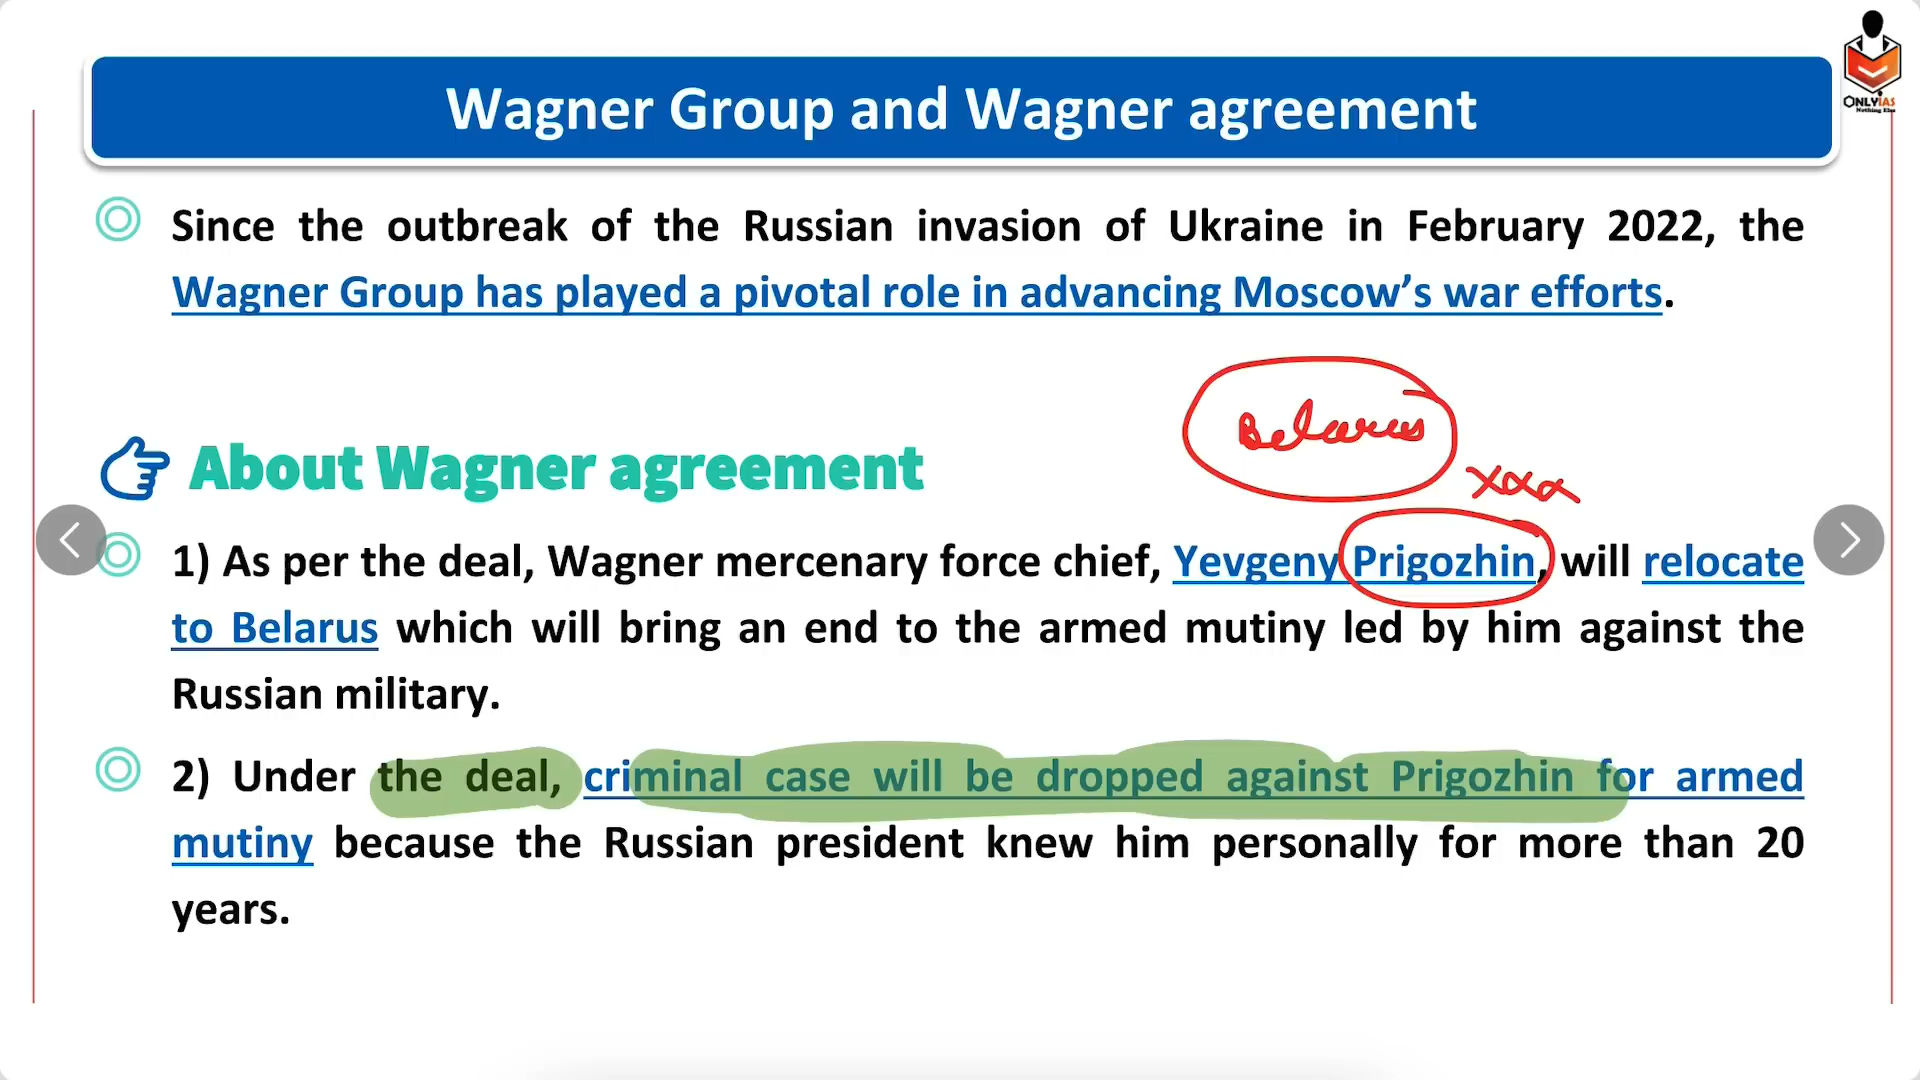 Wagner Group and Wagner agreement
ONLYIAS
Nothing Else
Since the outbreak of the Russian invasion of Ukraine in February 2022, the
Wagner Group has played a pivotal role in advancing Moscow’s war efforts.
Belarus
xxx
About Wagner agreement
1) As per the deal, Wagner mercenary force chief, Yevgeny Prigozhin, will relocate
to Belarus which will bring an end to the armed mutiny led by him against the
Russian military.
2) Under the deal, criminal case will be dropped against Prigozhin for armed
mutiny because the Russian president knew him personally for more than 20
years.